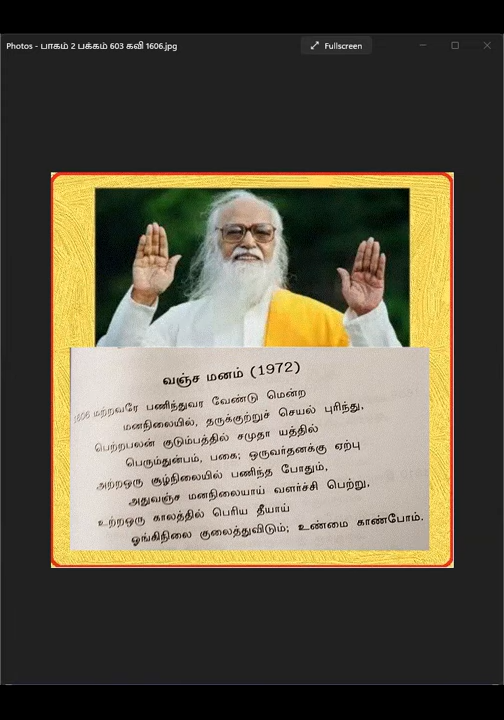 Photos - பாகம் 2 பக்கம் 603 கவி 1606.jpg
Fullscreen
வஞ்ச மனம் (1972)
1606 மற்றவரே பணிந்துவர வேண்டு மென்ற
மனநிலையில், தருக்குற்றுச் செயல் புரிந்து,
பெற்றபலன் குடும்பத்தில் சமுதா யத்தில்
பெரும்துன்பம், பகை; ஒருவர்தனக்கு ஏற்பு
அற்றஒரு சூழ்நிலையில் பணிந்த போதும்,
அதுவஞ்ச மனநிலையாய் வளர்ச்சி பெற்று,
உற்றஒரு காலத்தில் பெரிய தீயாய்
ஓங்கிநிலை குலைத்துவிடும்; உண்மை காண்போம்.